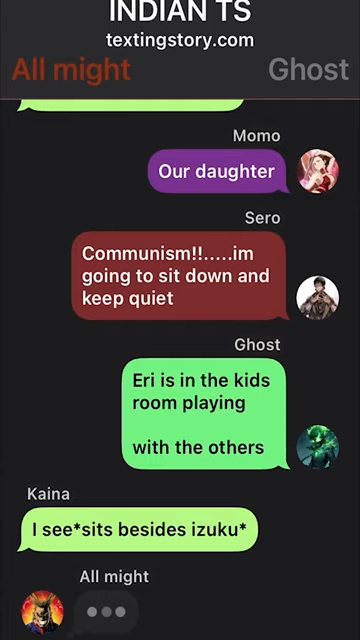 INDIAN TS
textingstory.com
All might
Ghost
Momo
Our daughter
Sero
Communism!!.....im
going to sit down and
keep quiet
Ghost
Eri is in the kids
room playing
with the others
Kaina
I see*sits besides izuku*
All might